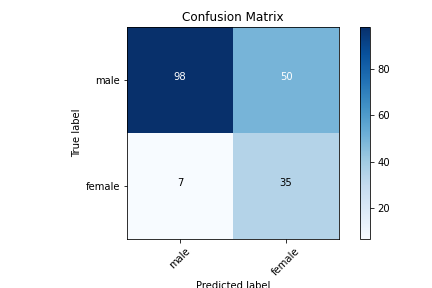 Confusion Matrix
True label
male
98
50
female
7
35
male
female
Predicted label
80
60
40
20